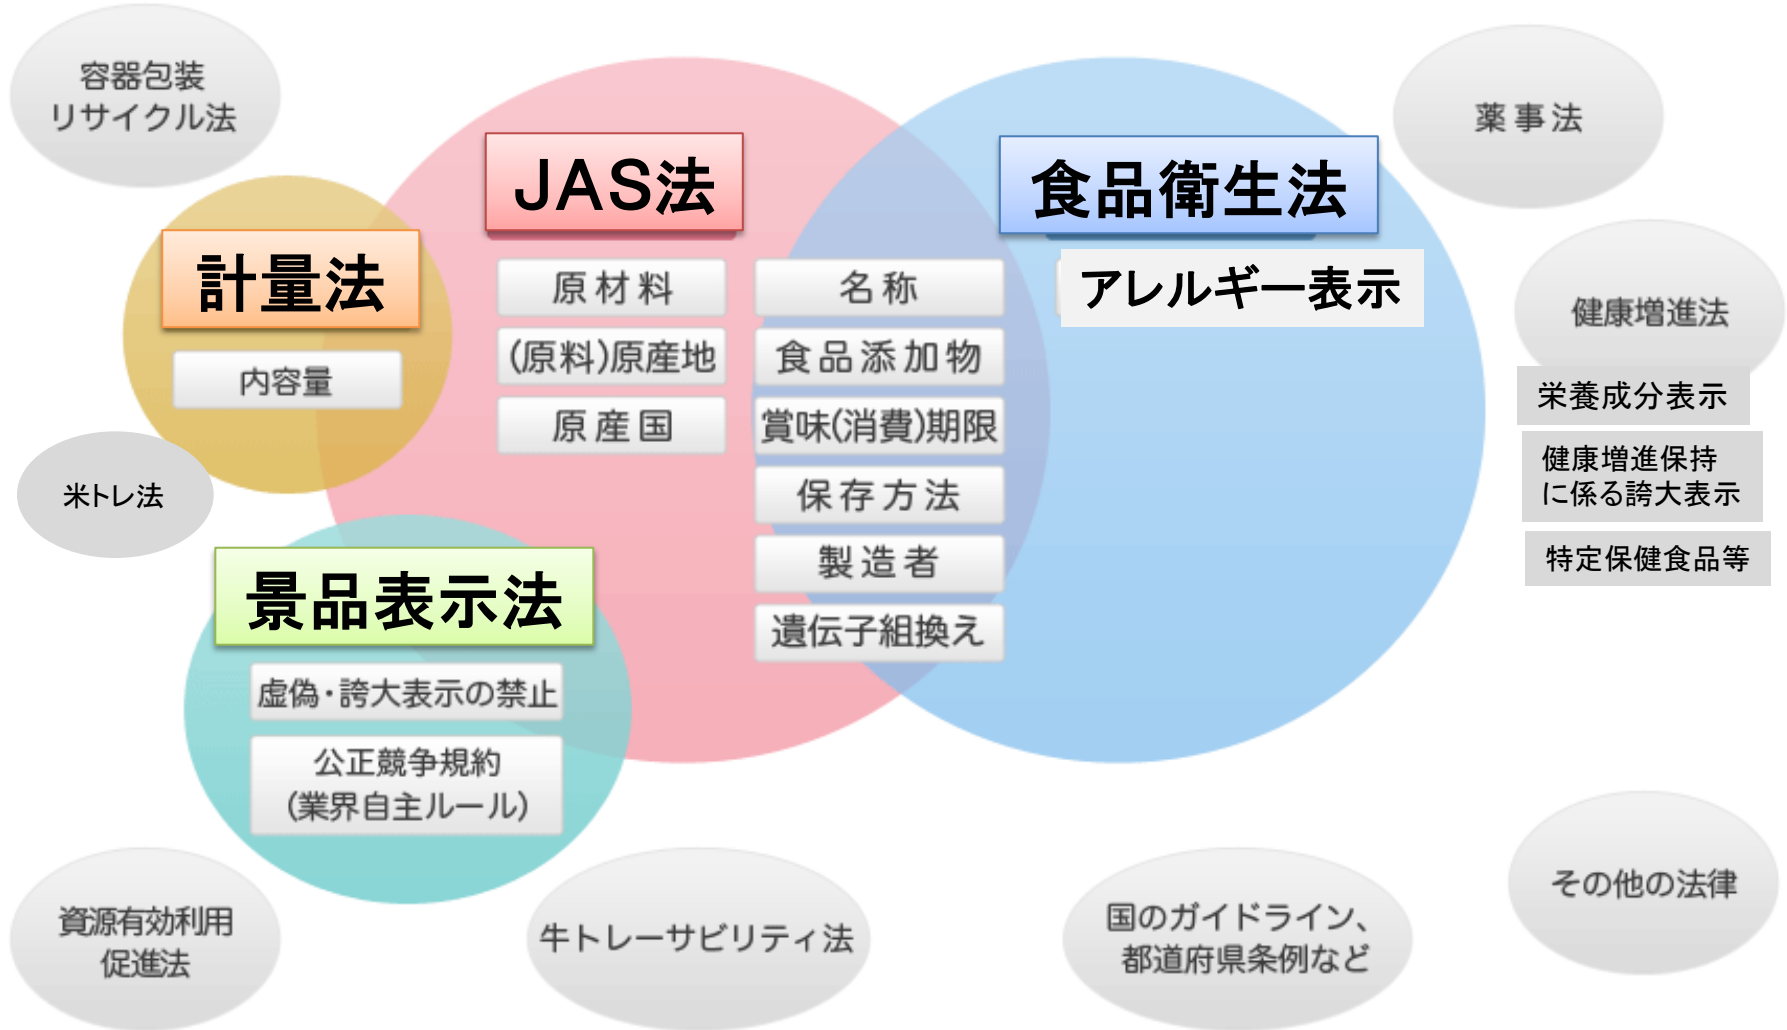 容器包装
リサイクル法
薬事法
JAS法
食品衛生法
計量法
内容量
原材料
(原料)原産地
原産国
名称
食品添加物
賞味(消費)期限
保存方法
製造者
遺伝子組換え
アレルギー表示
健康増進法
栄養成分表示
健康増進保持
に係る誇大表示
特定保健食品等
米トレ法
景品表示法
虚偽・誇大表示の禁止
公正競争規約
(業界自主ルール)
資源有効利用
促進法
牛トレーサビリティ法
国のガイドライン、
都道府県条例など
その他の法律